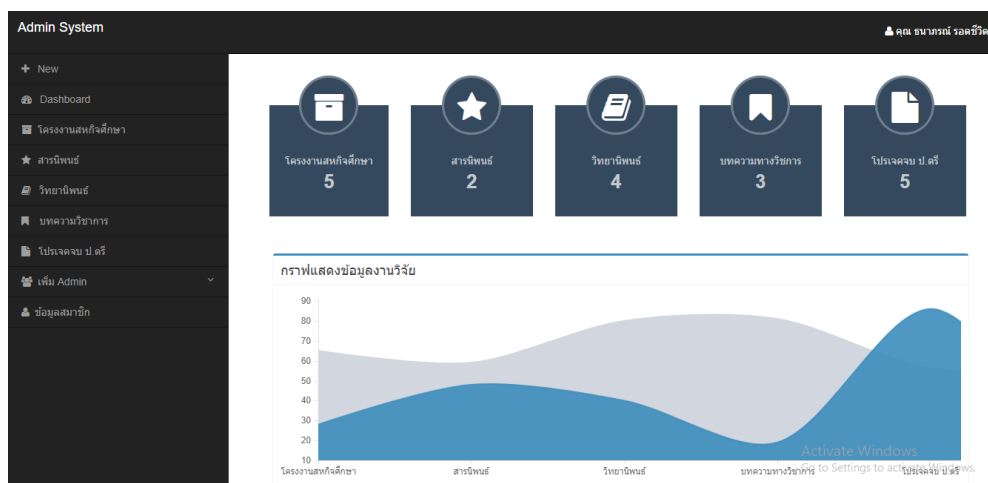 Admin System
คุณ ธนาภรณ์ รอดชีวิต
New
Dashboard
โครงงานสหกิจศึกษา
สารนิพนธ์
วิทยานิพนธ์
บทความวิชาการ
โปรเจคจบ ป.ตรี
เพิ่ม Admin
ข้อมูลสมาชิก
โครงงานสหกิจศึกษา
5
สารนิพนธ์
2
วิทยานิพนธ์
4
บทความทางวิชการ
3
โปรเจคจบ ป.ตรี
5
กราฟแสดงข้อมูลงานวิจัย
90
80
70
60
50
40
30
20
10
โครงงานสหกิจศึกษา
สารนิพนธ์
วิทยานิพนธ์
บทความทางวิชาการ
โปรเจคจบ ป.ตรี
Activate Windows
Go to Settings to activate Windows.